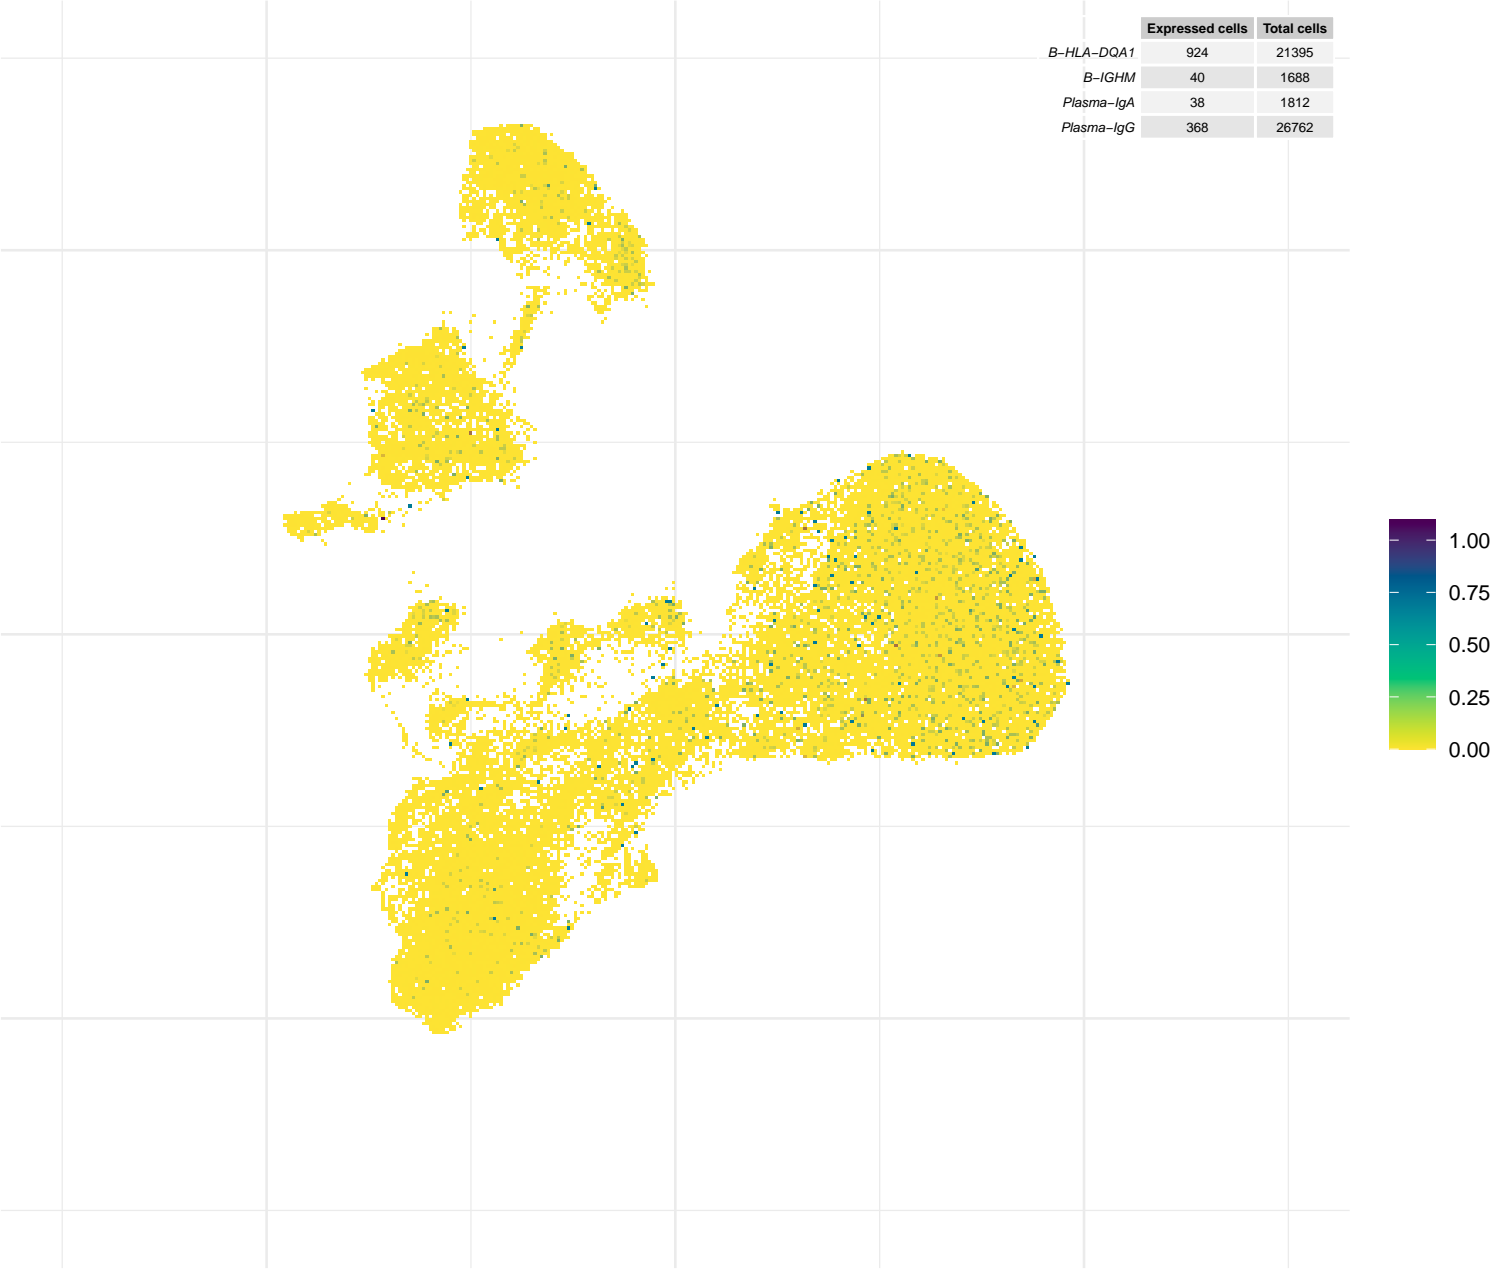 Expressed cells Total cells
B−HLA−DQA1 924 21395
B−IGHM 40 1688
Plasma−IgA 38 1812
Plasma−IgG 368 26762
1.00
0.75
0.50
0.25
0.00